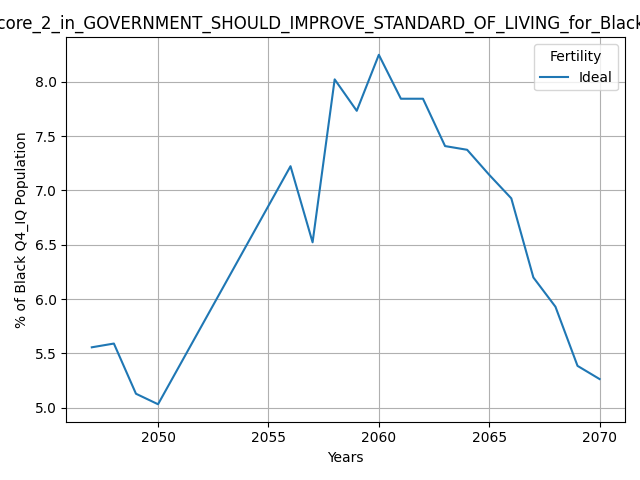 core_2_in_GOVERNMENT_SHOULD_IMPROVE_STANDARD_OF_LIVING_for_Black
Fertility
Ideal
% of Black Q4_IQ Population
8.0
7.5
7.0
6.5
6.0
5.5
5.0
2050 2055 2060 2065 2070
Years